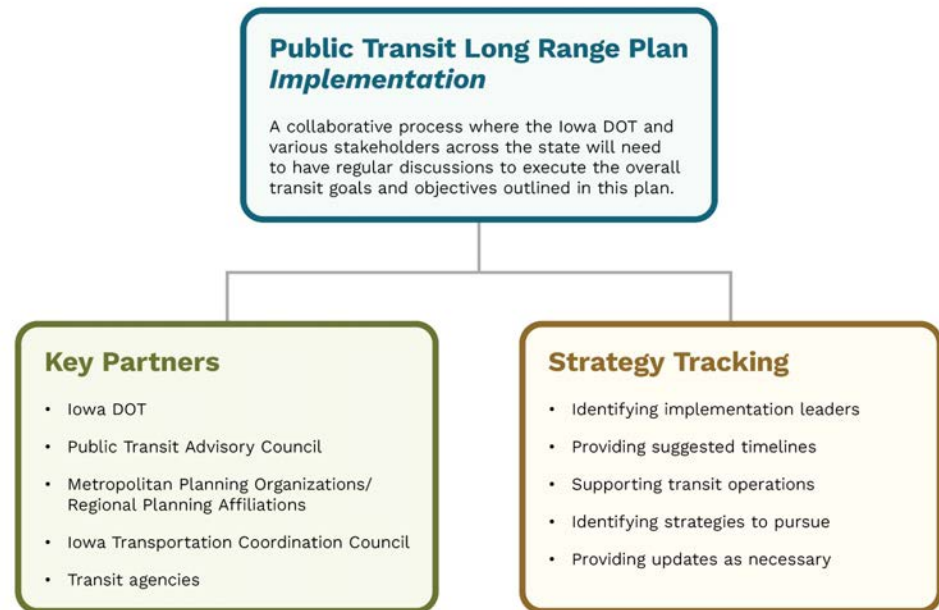 Public Transit Long Range Plan
Implementation
A collaborative process where the Iowa DOT and
various stakeholders across the state will need
to have regular discussions to execute the overall
transit goals and objectives outlined in this plan.
Key Partners
• Iowa DOT
• Public Transit Advisory Council
• Metropolitan Planning Organizations/
Regional Planning Affiliations
• Iowa Transportation Coordination Council
• Transit agencies
Strategy Tracking
• Identifying implementation leaders
• Providing suggested timelines
• Supporting transit operations
• Identifying strategies to pursue
• Providing updates as necessary